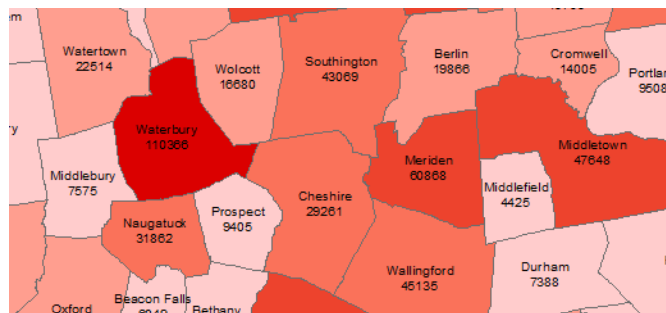 Watertown
22514
Wolcott
16680
Southington
43069
Berlin
19866
Cromwell
14005
Portlan
9508
Waterbury
110366
Meriden
60868
Middletown
47648
Middlebury
7575
Middlefield
4425
Prospect
9405
Cheshire
29261
Naugatuck
31862
Wallingford
45135
Durham
7388
Oxford
Beacon Falls
Bethany